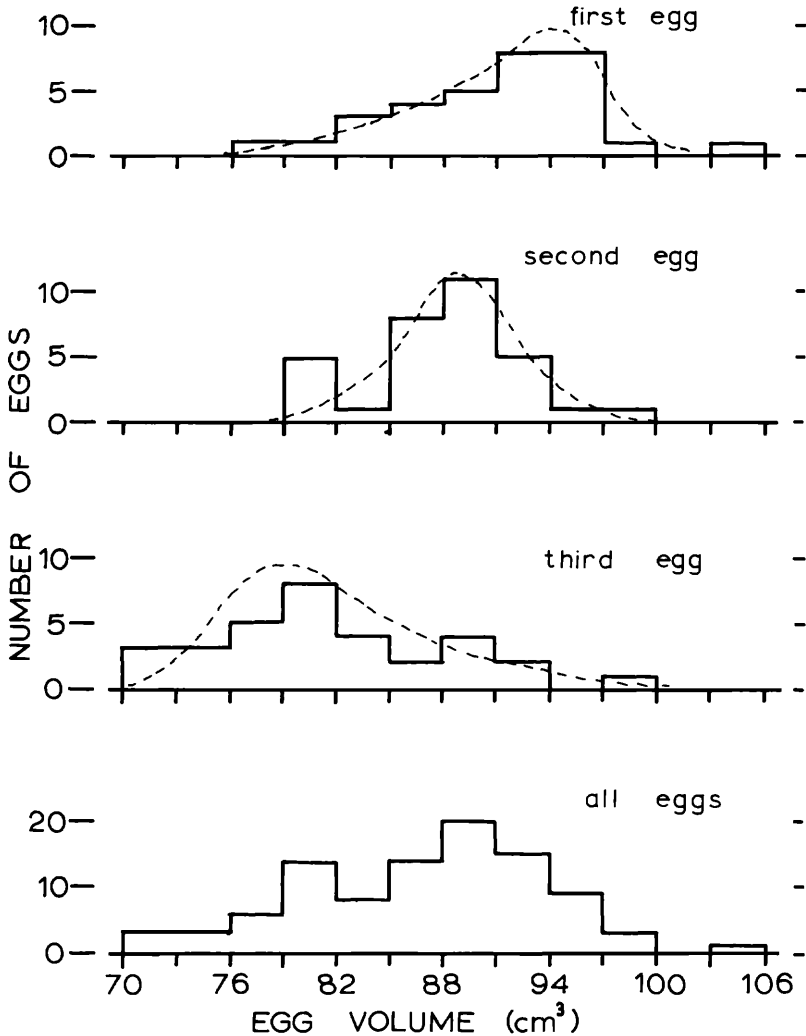 first egg
10
5
0
second egg
10
5
0
third egg
10
5
0
all eggs
20
10
0
70 76 82 88 94 100 106
EGG VOLUME (cm³)
NUMBER OF EGGS